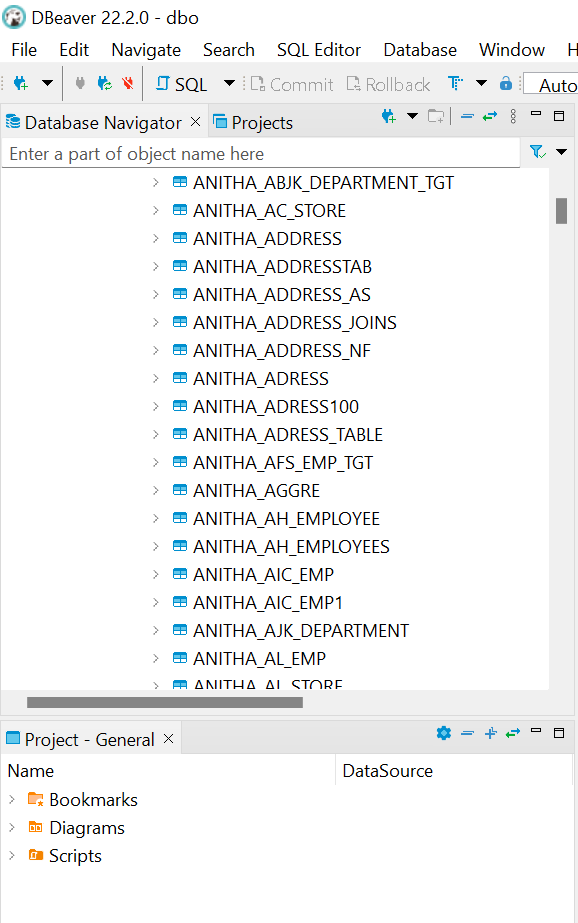 DBeaver 22.2.0 - dbo
File Edit Navigate Search SQL Editor Database Window H
SQL Commit Rollback Auto
Database Navigator Projects
Enter a part of object name here
ANITHA_ABJK_DEPARTMENT_TGT
ANITHA_AC_STORE
ANITHA_ADDRESS
ANITHA_ADDRESSTAB
ANITHA_ADDRESS_AS
ANITHA_ADDRESS_JOINS
ANITHA_ADDRESS_NF
ANITHA_ADRESS
ANITHA_ADRESS100
ANITHA_ADRESS_TABLE
ANITHA_AFS_EMP_TGT
ANITHA_AGGRE
ANITHA_AH_EMPLOYEE
ANITHA_AH_EMPLOYEES
ANITHA_AIC_EMP
ANITHA_AIC_EMP1
ANITHA_AJK_DEPARTMENT
ANITHA_AL_EMP
ANITHA_AL_STORE
Project - General
Name DataSource
Bookmarks
Diagrams
Scripts